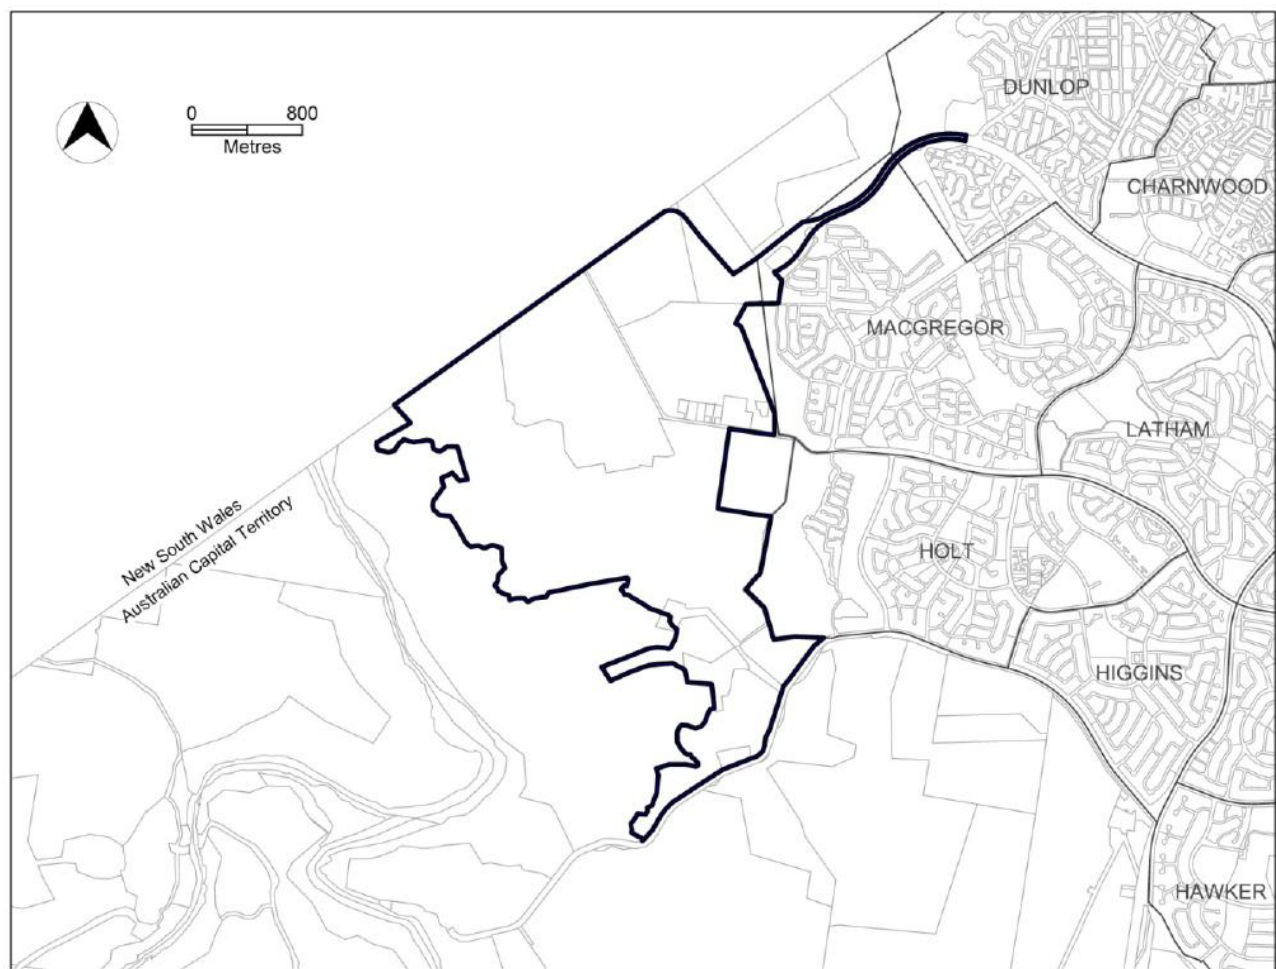 DUNLOP
0 800
Metres
CHARNWOOD
MACGREGOR
LATHAM
New South Wales
Australian Capital Territory
HOLT
HIGGINS
HAWKER